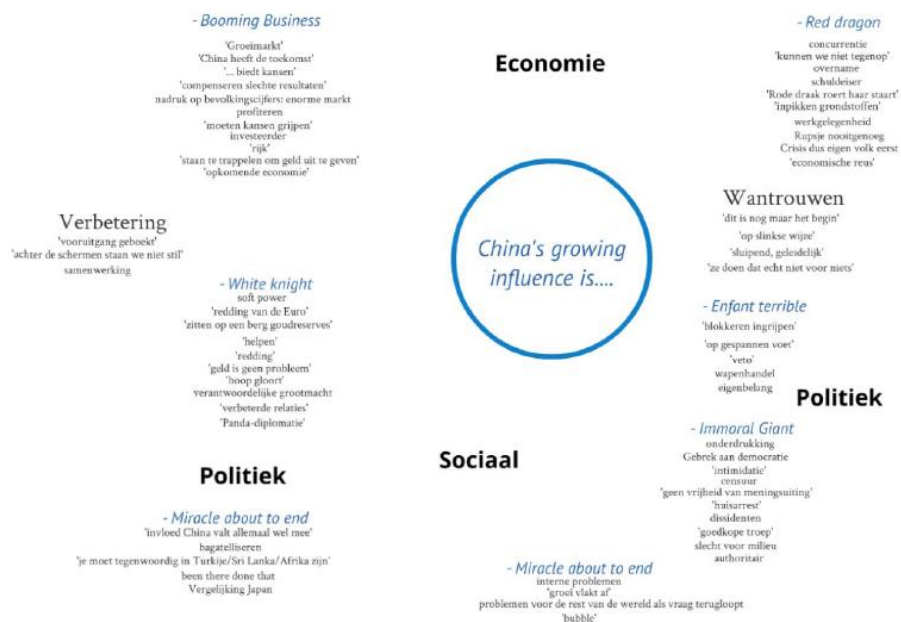 - Booming Business
'Groeimarkt'
'China heeft de toekomst'
'... biedt kansen'
'compenseren slechte resultaten'
nadruk op bevolkingscijfers: enorme markt
profiteren
'moeten kansen grijpen'
investeerder
'rijk'
'staan te trappelen om geld uit te geven'
'opkomende economie'
Economie
- Red dragon
concurrentie
'kunnen we niet tegenop'
overname
schuldeiser
'Rode draak roert haar staart'
'inpikken grondstoffen'
werkgelegenheid
Rupsje nooitgenoeg
Crisis dus eigen volk eerst
'economische reus'
Verbetering
'vooruitgang geboekt'
'achter de schermen staan we niet stil'
samenwerking
China's growing
influence is....
Wantrouwen
'dit is nog maar het begin'
'op slinkse wijze'
'sluipend, geleidelijk'
'ze doen dat echt niet voor niets'
- White knight
soft power
'redding van de Euro'
'zitten op een berg goudreserves'
'helpen'
'redding'
'geld is geen probleem'
'hoop gloort'
verantwoordelijke grootmacht
'verbeterde relaties'
'Panda-diplomatie'
- Enfant terrible
'blokkeren ingrijpen'
'op gespannen voet'
'veto'
wapenhandel
eigenbelang
Politiek
- Immoral Giant
onderdrukking
Gebrek aan democratie
'intimidatie'
censuur
'geen vrijheid van meningsuiting'
'huisarrest'
dissidenten
'goedkope troep'
slecht voor milieu
authoritair
Sociaal
Politiek
- Miracle about to end
'invloed China valt allemaal wel mee'
bagatelliseren
'je moet tegenwoordig in Turkije/Sri Lanka/Afrika zijn'
been there done that
Vergelijking Japan
- Miracle about to end
interne problemen
'groei vlakt af'
problemen voor de rest van de wereld als vraag terugloopt
'bubble'